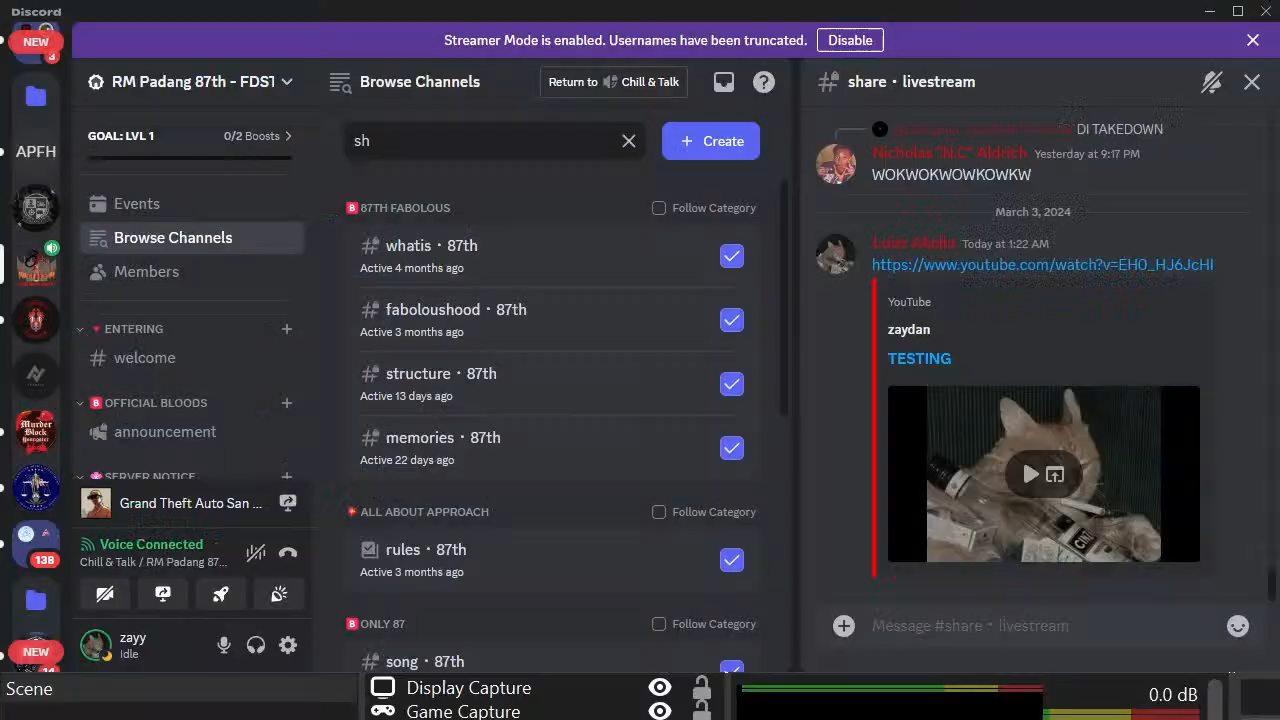 Discord
NEW
3
APFH
138
NEW
14
Streamer Mode is enabled. Usernames have been truncated.
Disable
RM Padang 87th - FDST
GOAL: LVL 1
0/2 Boosts
Events
Browse Channels
Members
ENTERING
welcome
OFFICIAL BLOODS
announcement
SERVER NOTICE
Grand Theft Auto San ...
Voice Connected
Chill & Talk / RM Padang 87...
zayy
Idle
Browse Channels
Return to Chill & Talk
sh
Create
B 87TH FABOLOUS
Follow Category
whatis · 87th
Active 4 months ago
faboloushood · 87th
Active 3 months ago
structure · 87th
Active 13 days ago
memories · 87th
Active 22 days ago
ALL ABOUT APPROACH
Follow Category
rules · 87th
Active 3 months ago
B ONLY 87
Follow Category
song · 87th
share · livestream
DI TAKEDOWN
Nicholas "N.C" Aldrich Yesterday at 9:17 PM
WOKWOKWOWKOWKW
March 3, 2024
Today at 1:22 AM
https://www.youtube.com/watch?v=EH0_HJ6JcHI
YouTube
zaydan
TESTING
Message #share · livestream
Scene
Display Capture
Game Capture
0.0 dB